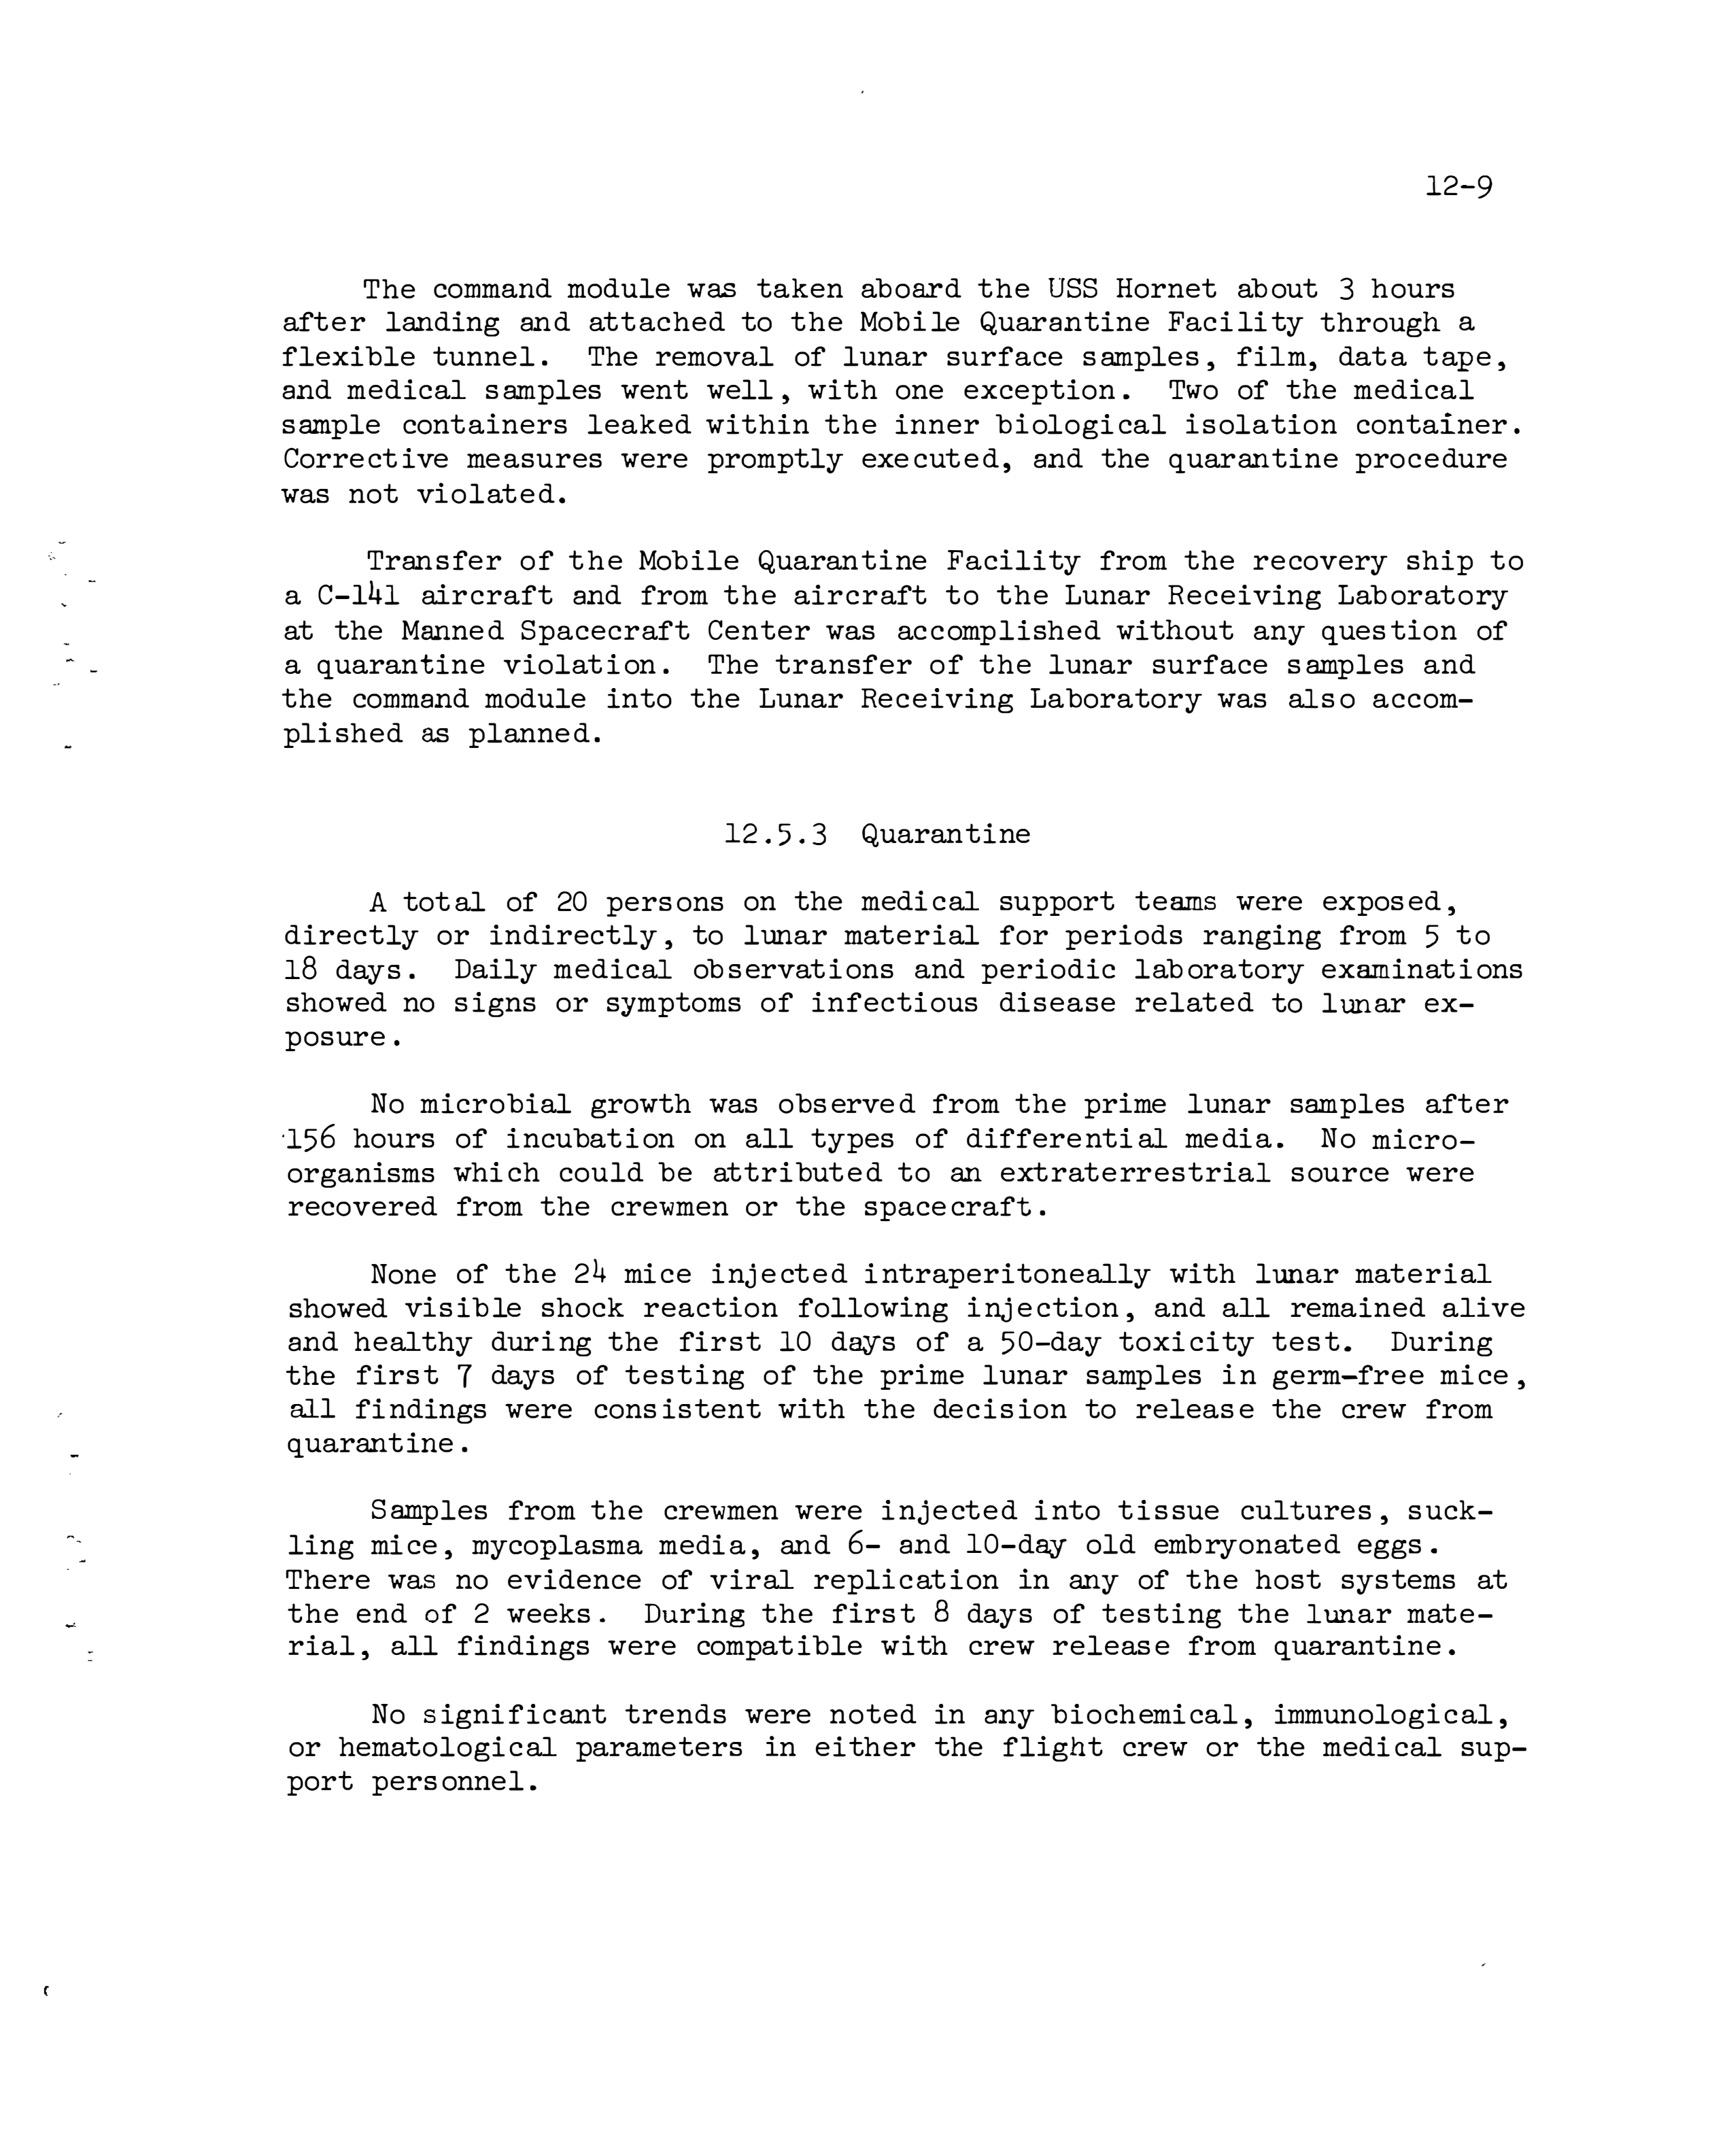 12-9
The command module was taken aboard the USS Hornet about 3 hours
after landing and attached to the Mobile Quarantine Facility through a
flexible tunnel. The removal of lunar surface samples, film, data tape,
and medical samples went well, with one exception. Two of the medical
sample containers leaked within the inner biological isolation container.
Corrective measures were promptly executed, and the quarantine procedure
was not violated.
Transfer of the Mobile Quarantine Facility from the recovery ship to
a C-141 aircraft and from the aircraft to the Lunar Receiving Laboratory
at the Manned Spacecraft Center was accomplished without any question of
a quarantine violation. The transfer of the lunar surface samples and
the command module into the Lunar Receiving Laboratory was also accom-
plished as planned.
12.5.3 Quarantine
A total of 20 persons on the medical support teams were exposed,
directly or indirectly, to lunar material for periods ranging from 5 to
18 days. Daily medical observations and periodic laboratory examinations
showed no signs or symptoms of infectious disease related to lunar ex-
posure.
No microbial growth was observed from the prime lunar samples after
156 hours of incubation on all types of differential media. No micro-
organisms which could be attributed to an extraterrestrial source were
recovered from the crewmen or the spacecraft.
None of the 24 mice injected intraperitoneally with lunar material
showed visible shock reaction following injection, and all remained alive
and healthy during the first 10 days of a 50-day toxicity test. During
the first 7 days of testing of the prime lunar samples in germ-free mice,
all findings were consistent with the decision to release the crew from
quarantine.
Samples from the crewmen were injected into tissue cultures, suck-
ling mice, mycoplasma media, and 6- and 10-day old embryonated eggs.
There was no evidence of viral replication in any of the host systems at
the end of 2 weeks. During the first 8 days of testing the lunar mate-
rial, all findings were compatible with crew release from quarantine.
No significant trends were noted in any biochemical, immunological,
or hematological parameters in either the flight crew or the medical sup-
port personnel.